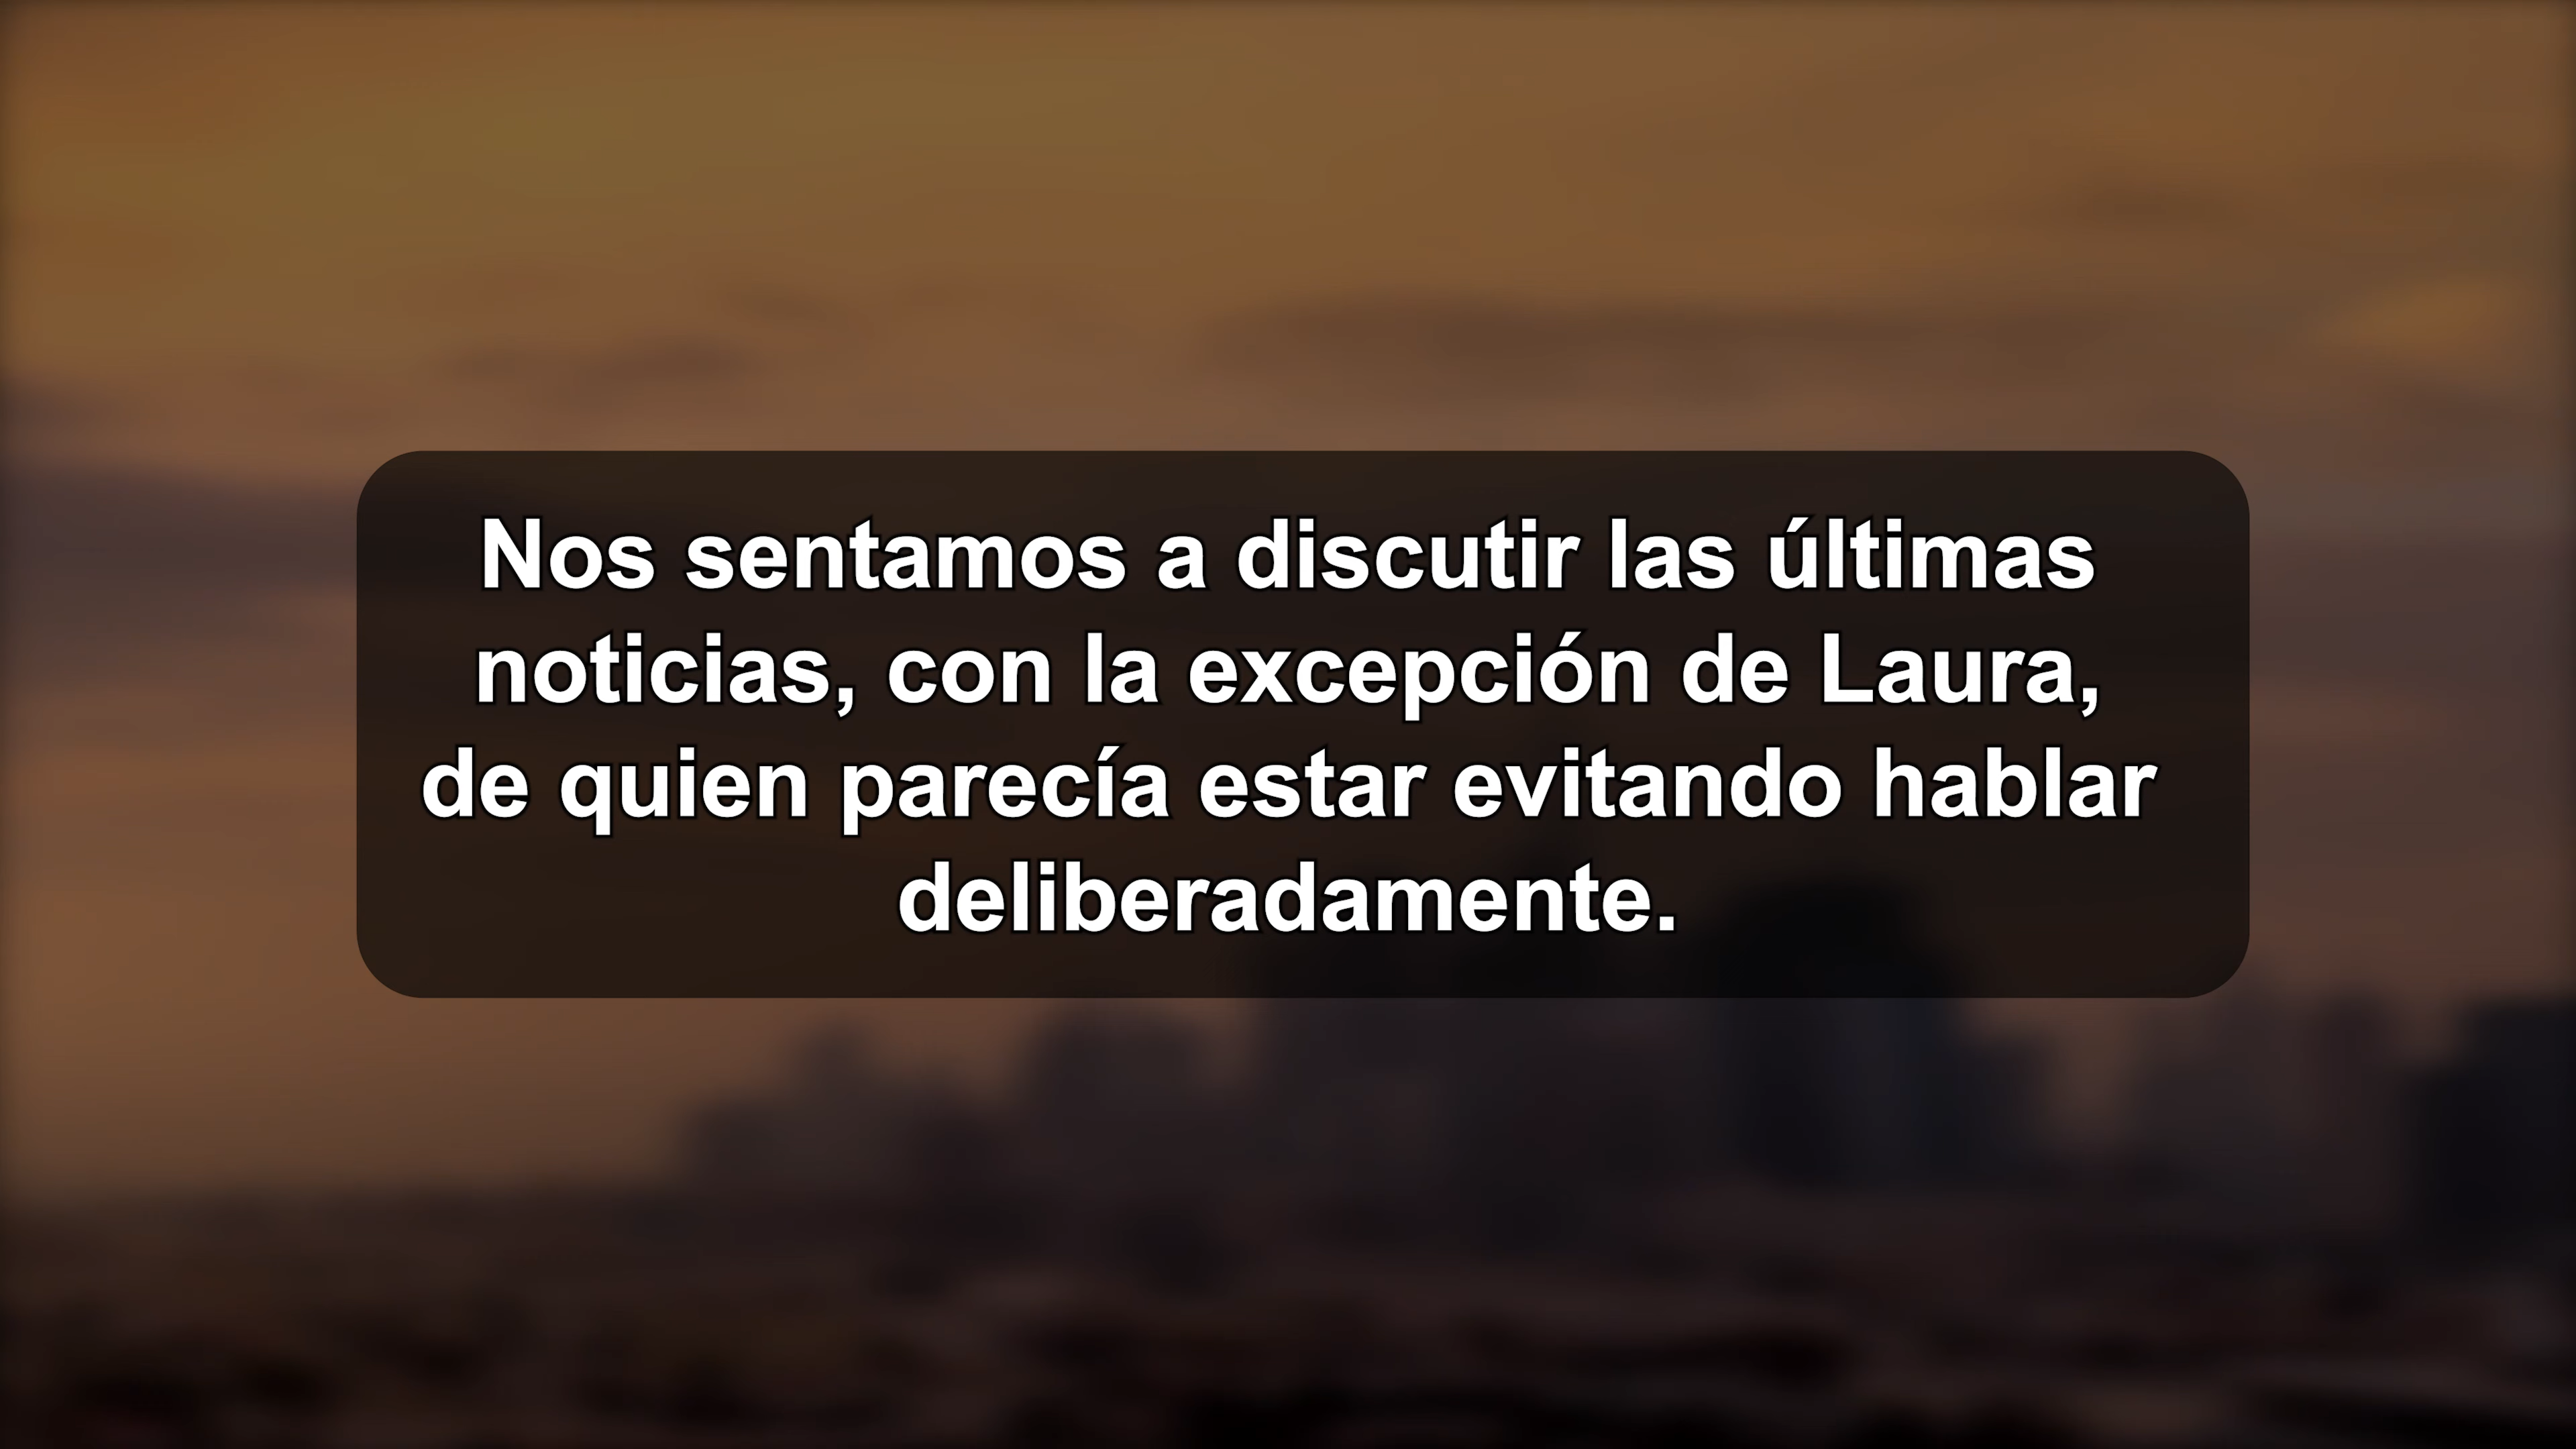 Nos sentamos a discutir las últimas
noticias, con la excepción de Laura,
de quien parecía estar evitando hablar
deliberadamente.